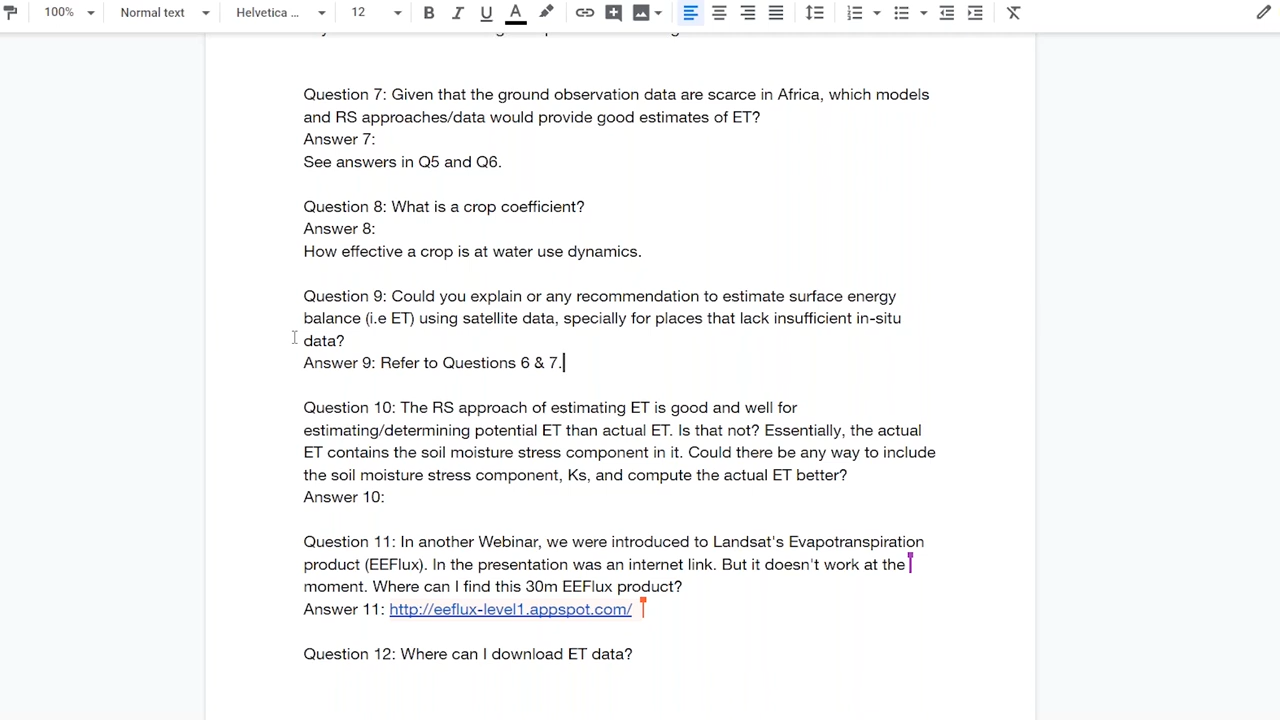 100%
Normal text
Helvetica ...
12
B I U A
Question 7: Given that the ground observation data are scarce in Africa, which models
and RS approaches/data would provide good estimates of ET?
Answer 7:
See answers in Q5 and Q6.
Question 8: What is a crop coefficient?
Answer 8:
How effective a crop is at water use dynamics.
Question 9: Could you explain or any recommendation to estimate surface energy
balance (i.e ET) using satellite data, specially for places that lack insufficient in-situ
data?
Answer 9: Refer to Questions 6 & 7.
Question 10: The RS approach of estimating ET is good and well for
estimating/determining potential ET than actual ET. Is that not? Essentially, the actual
ET contains the soil moisture stress component in it. Could there be any way to include
the soil moisture stress component, Ks, and compute the actual ET better?
Answer 10:
Question 11: In another Webinar, we were introduced to Landsat's Evapotranspiration
product (EEFlux). In the presentation was an internet link. But it doesn't work at the
moment. Where can I find this 30m EEFlux product?
Answer 11: http://eeflux-level1.appspot.com/
Question 12: Where can I download ET data?